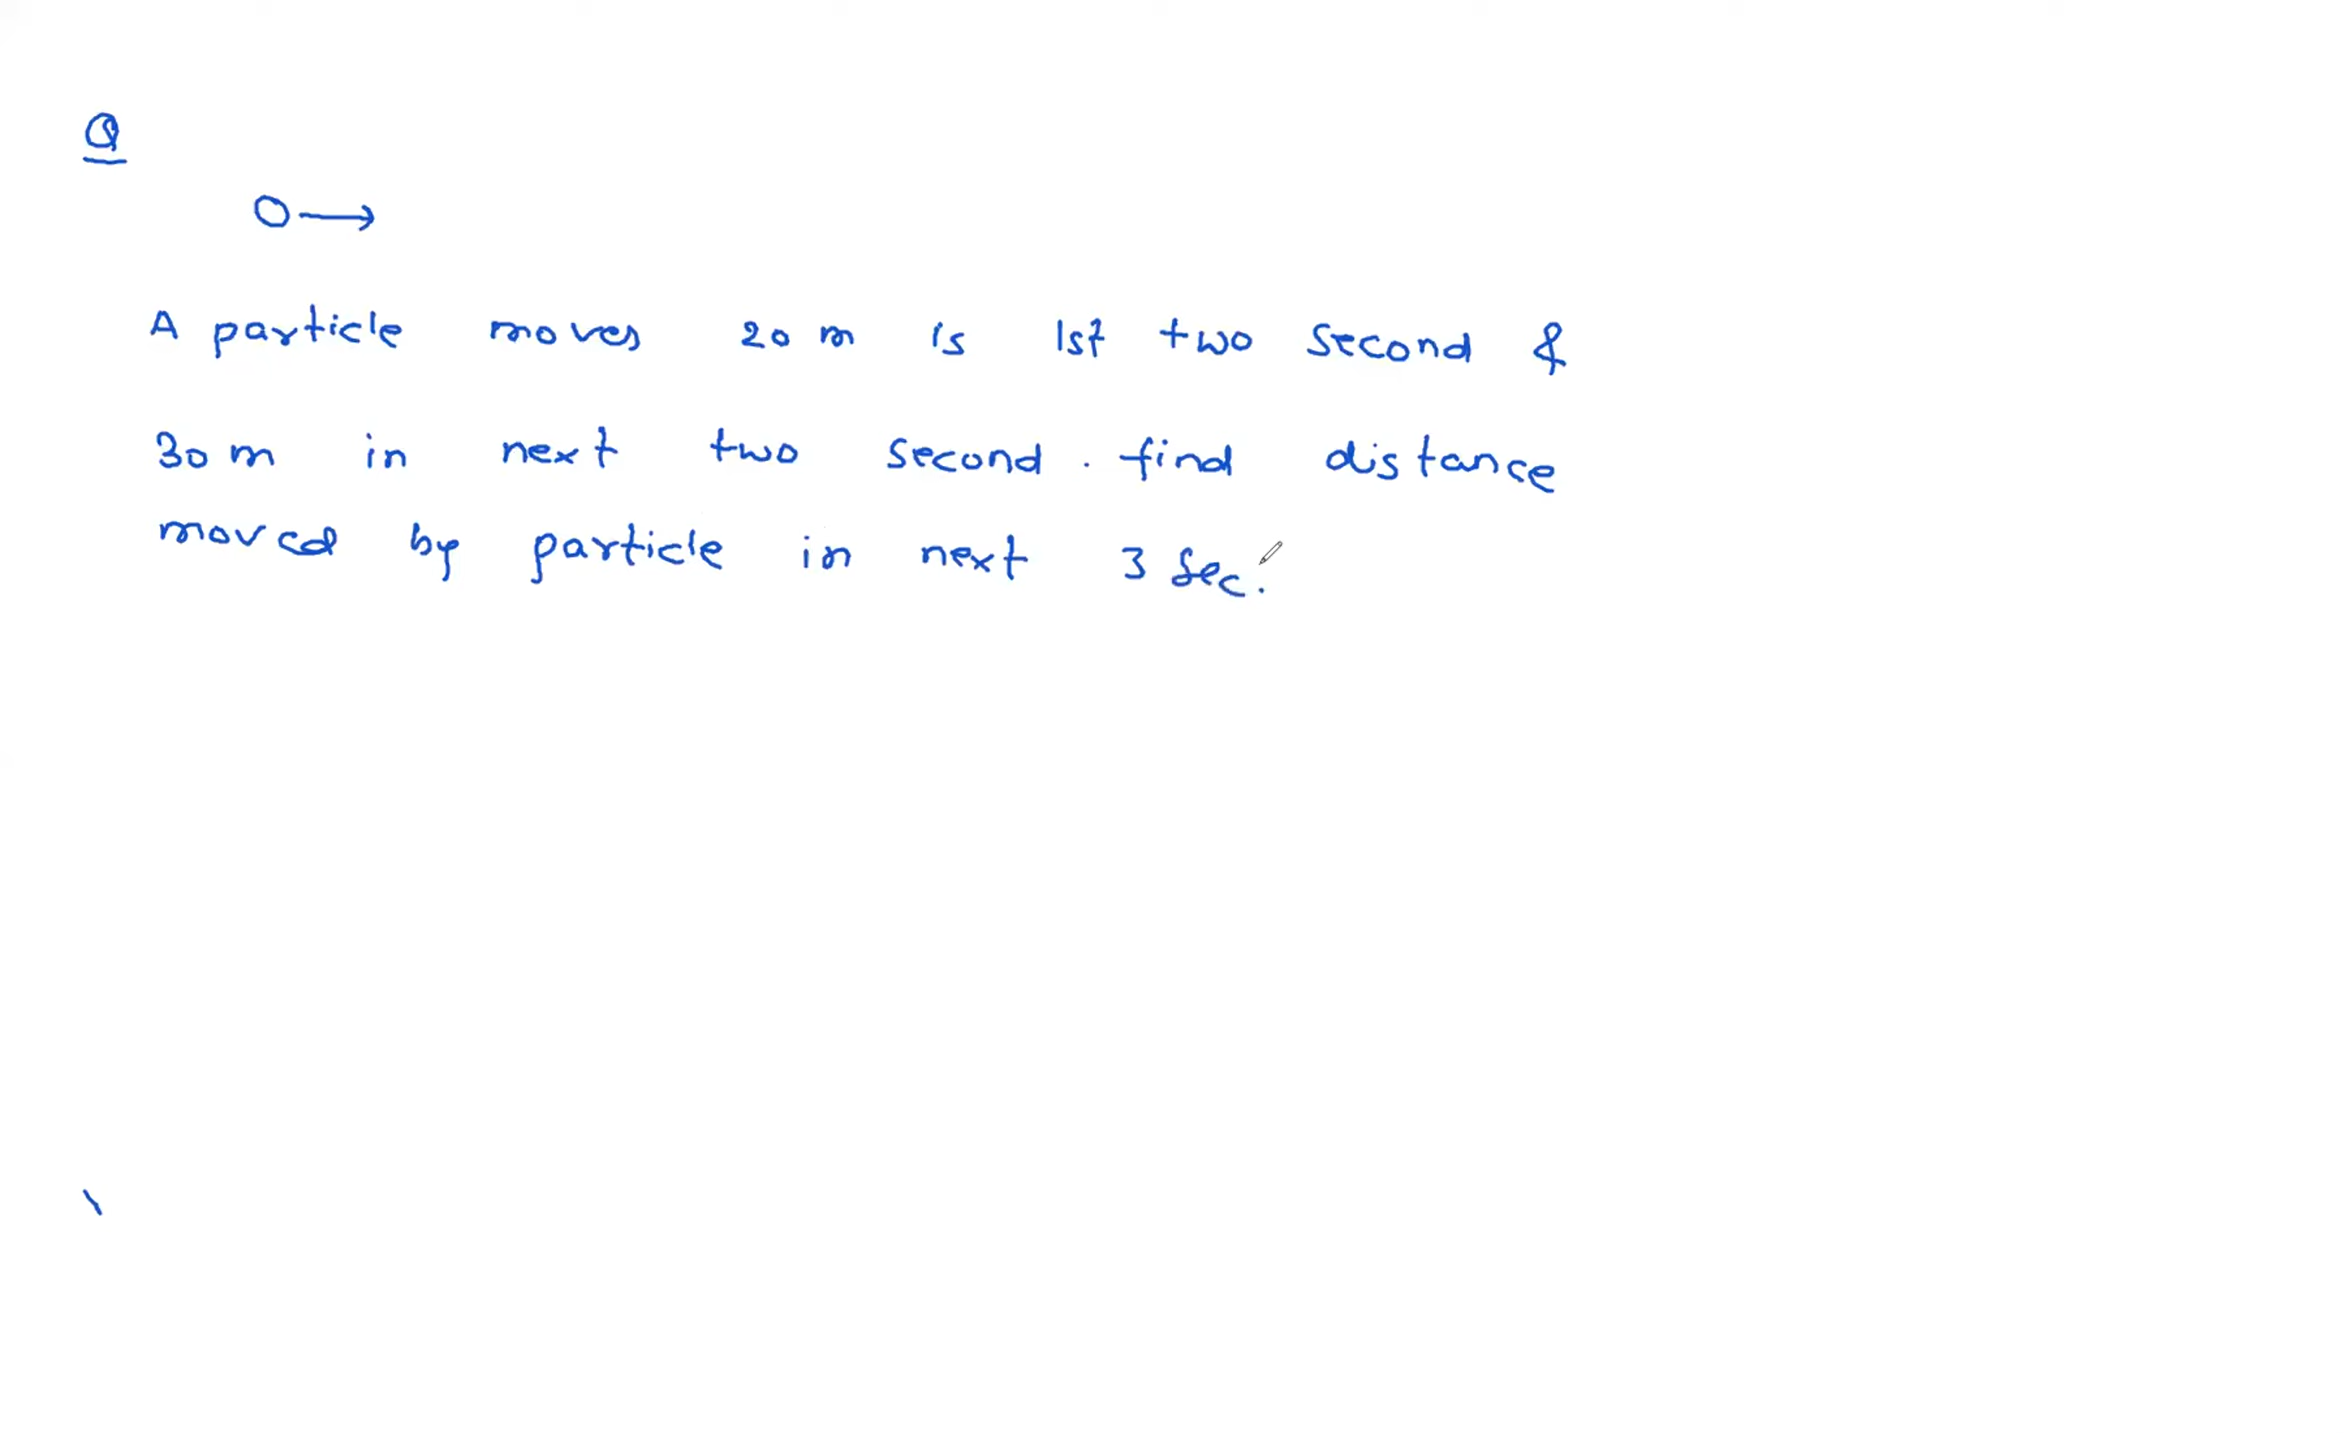 Q
A particle moves 20 m is 1st two second &
30 m in next two second . find distance
moved by particle in next 3 sec.